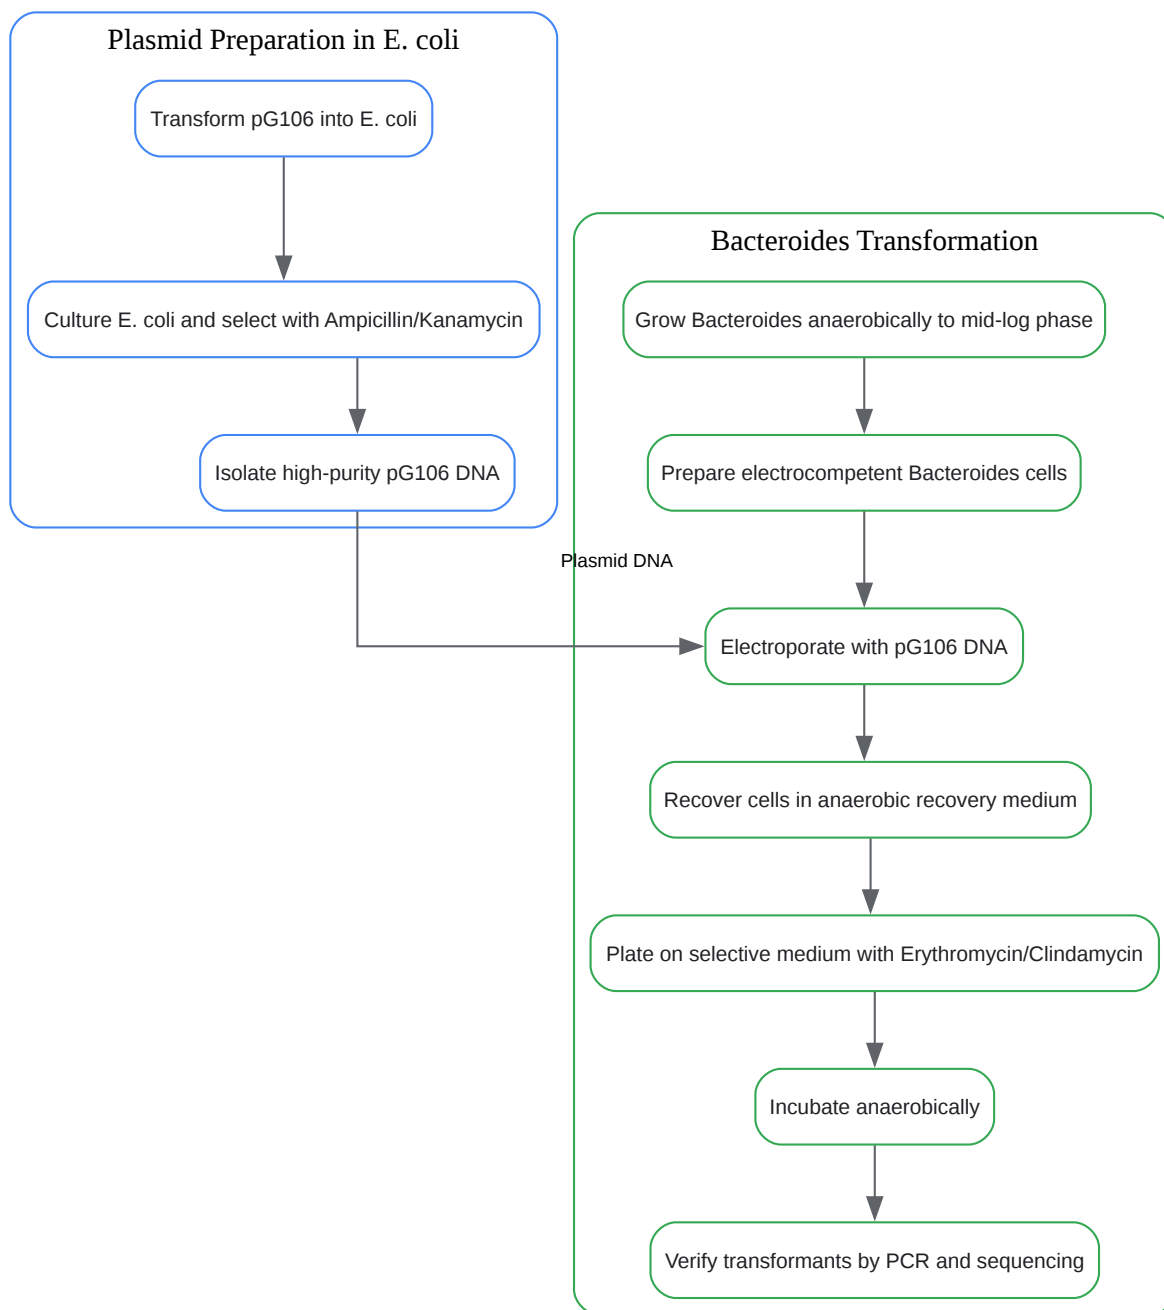 Plasmid Preparation in E. coli
Transform pG106 into E. coli
Culture E. coli and select with Ampicillin/Kanamycin
Isolate high-purity pG106 DNA
Plasmid DNA
Bacteroides Transformation
Grow Bacteroides anaerobically to mid-log phase
Prepare electrocompetent Bacteroides cells
Electroporate with pG106 DNA
Recover cells in anaerobic recovery medium
Plate on selective medium with Erythromycin/Clindamycin
Incubate anaerobically
Verify transformants by PCR and sequencing